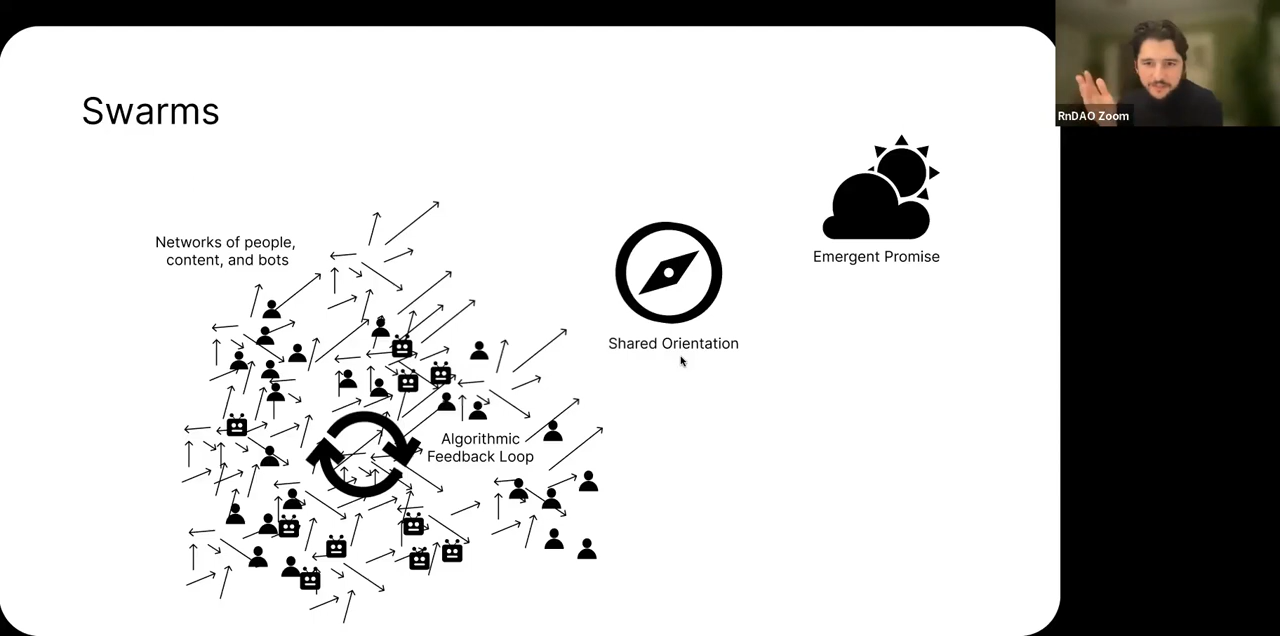 Swarms
RnDAO Zoom
Networks of people,
content, and bots
Emergent Promise
Shared Orientation
Algorithmic
Feedback Loop